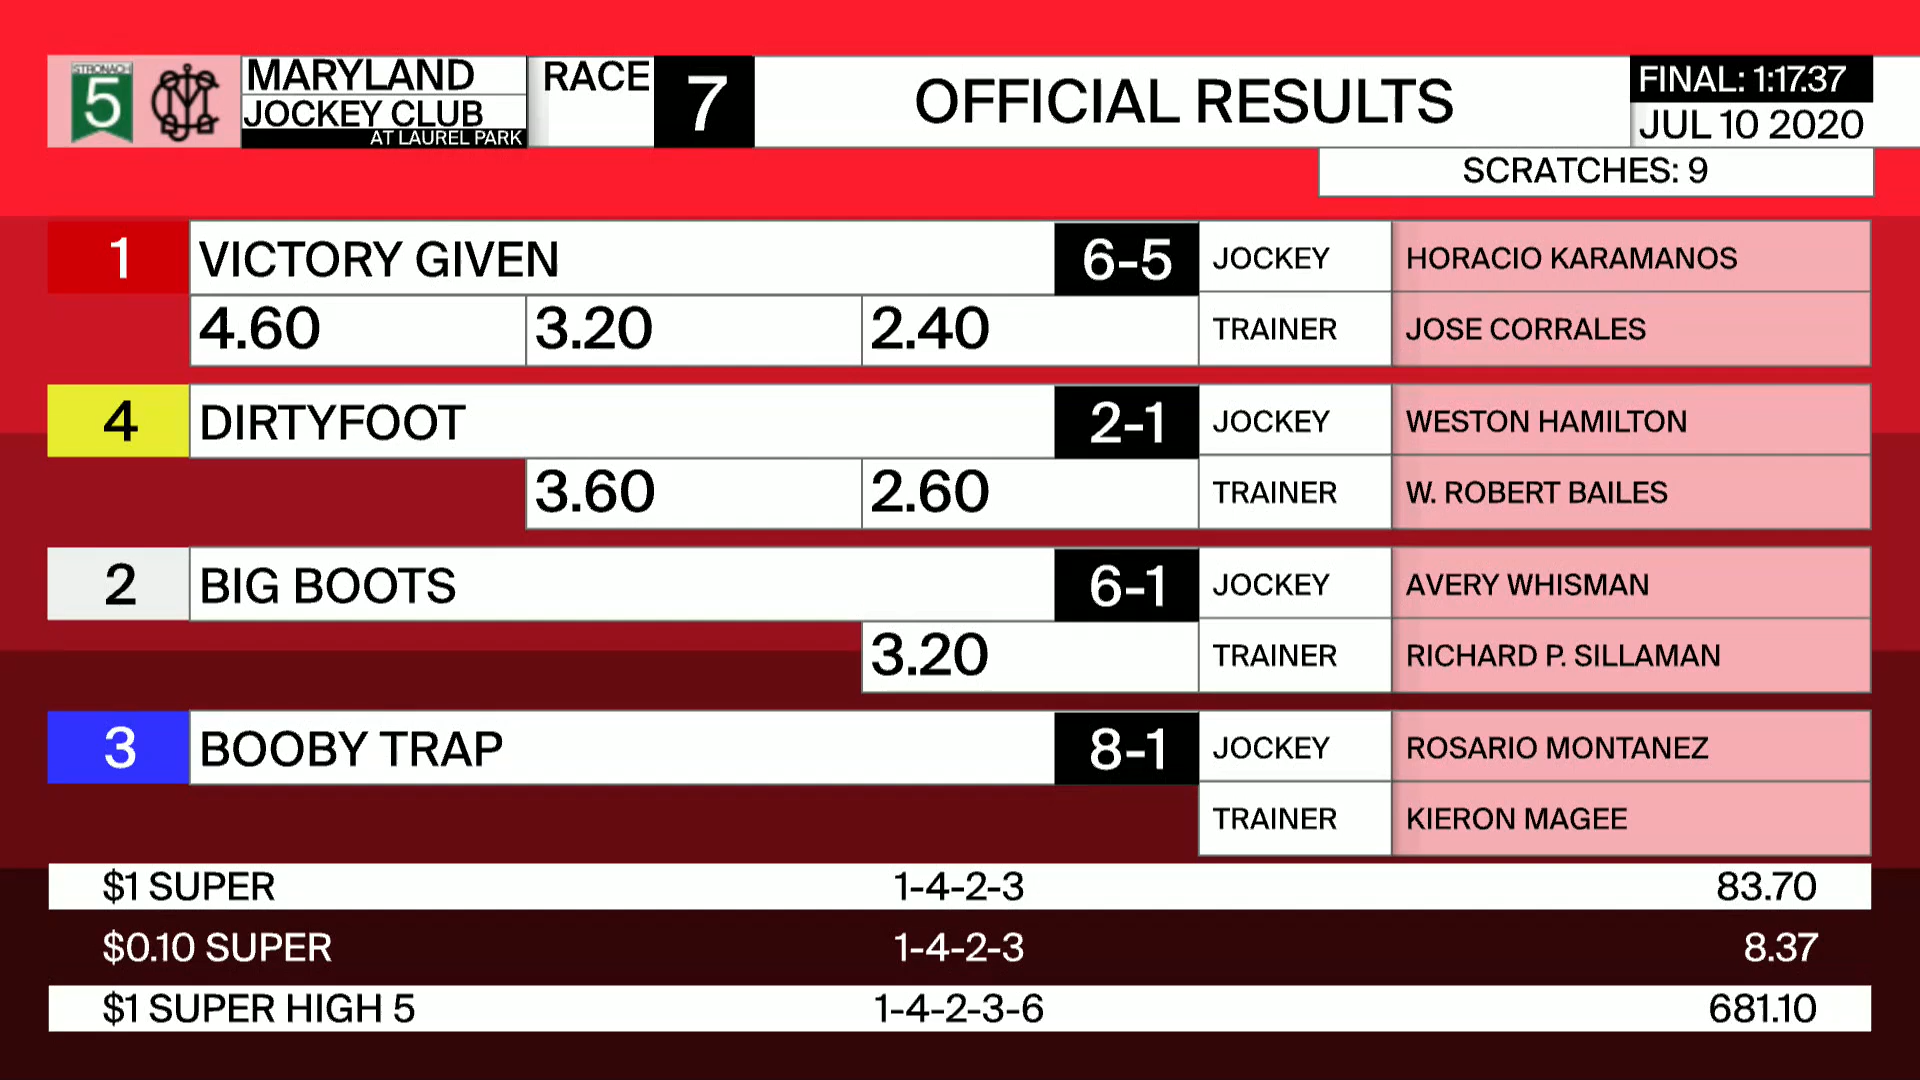 STRONACH
5
MARYLAND
JOCKEY CLUB
AT LAUREL PARK
RACE 7
OFFICIAL RESULTS
FINAL: 1:17.37
JUL 10 2020
SCRATCHES: 9
1 VICTORY GIVEN 6-5 JOCKEY HORACIO KARAMANOS
4.60 3.20 2.40 TRAINER JOSE CORRALES
4 DIRTYFOOT 2-1 JOCKEY WESTON HAMILTON
3.60 2.60 TRAINER W. ROBERT BAILES
2 BIG BOOTS 6-1 JOCKEY AVERY WHISMAN
3.20 TRAINER RICHARD P. SILLAMAN
3 BOOBY TRAP 8-1 JOCKEY ROSARIO MONTANEZ
TRAINER KIERON MAGEE
$1 SUPER 1-4-2-3 83.70
$0.10 SUPER 1-4-2-3 8.37
$1 SUPER HIGH 5 1-4-2-3-6 681.10